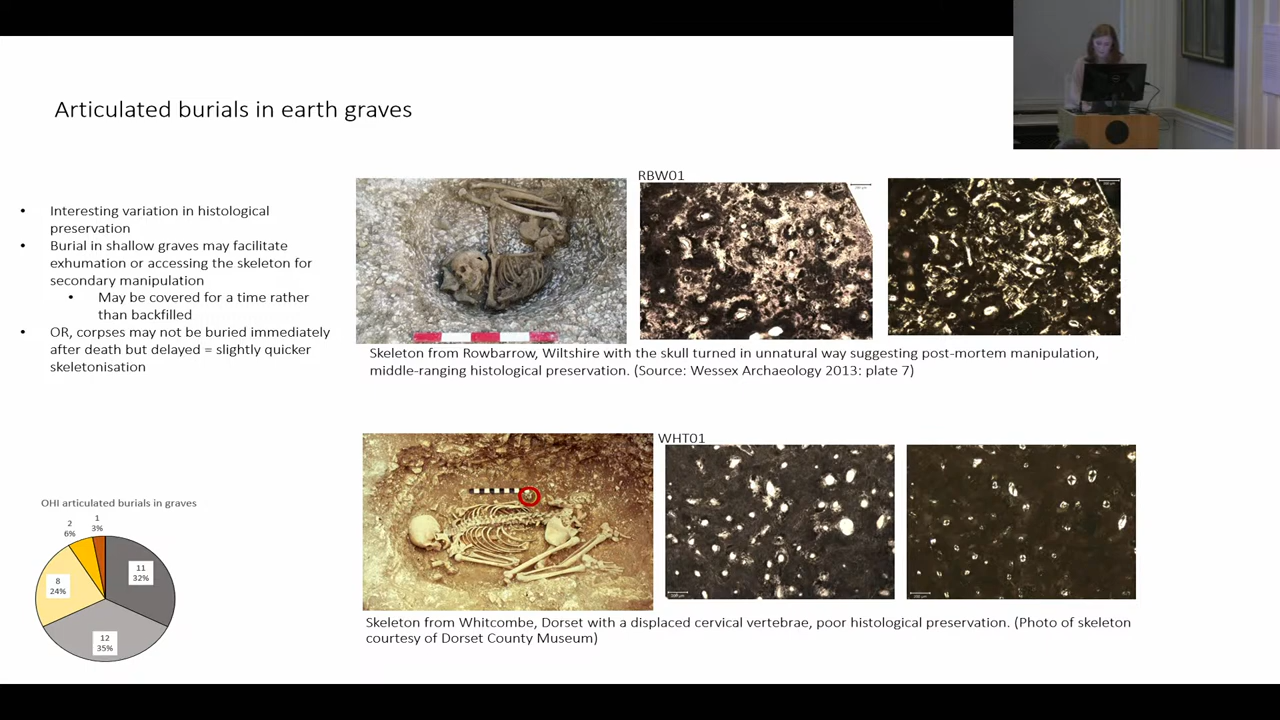 Articulated burials in earth graves
• Interesting variation in histological
preservation
• Burial in shallow graves may facilitate
exhumation or accessing the skeleton for
secondary manipulation
• May be covered for a time rather
than backfilled
• OR, corpses may not be buried immediately
after death but delayed = slightly quicker
skeletonisation
RBW01
Skeleton from Rowbarrow, Wiltshire with the skull turned in unnatural way suggesting post-mortem manipulation,
middle-ranging histological preservation. (Source: Wessex Archaeology 2013: plate 7)
WHT01
Skeleton from Whitcombe, Dorset with a displaced cervical vertebrae, poor histological preservation. (Photo of skeleton
courtesy of Dorset County Museum)
OHI articulated burials in graves
1
3%
2
6%
8
24%
11
32%
12
35%